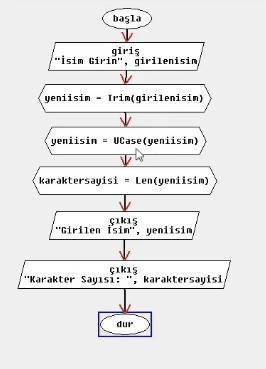 başla
giriş
"İsim Girin", girilenisim
yeniisim = Trim(girilenisim)
yeniisim = UCase(yeniisim)
karaktersayisi = Len(yeniisim)
çıkış
"Girilen İsim", yeniisim
çıkış
"Karakter Sayısı: ", karaktersayisi
dur